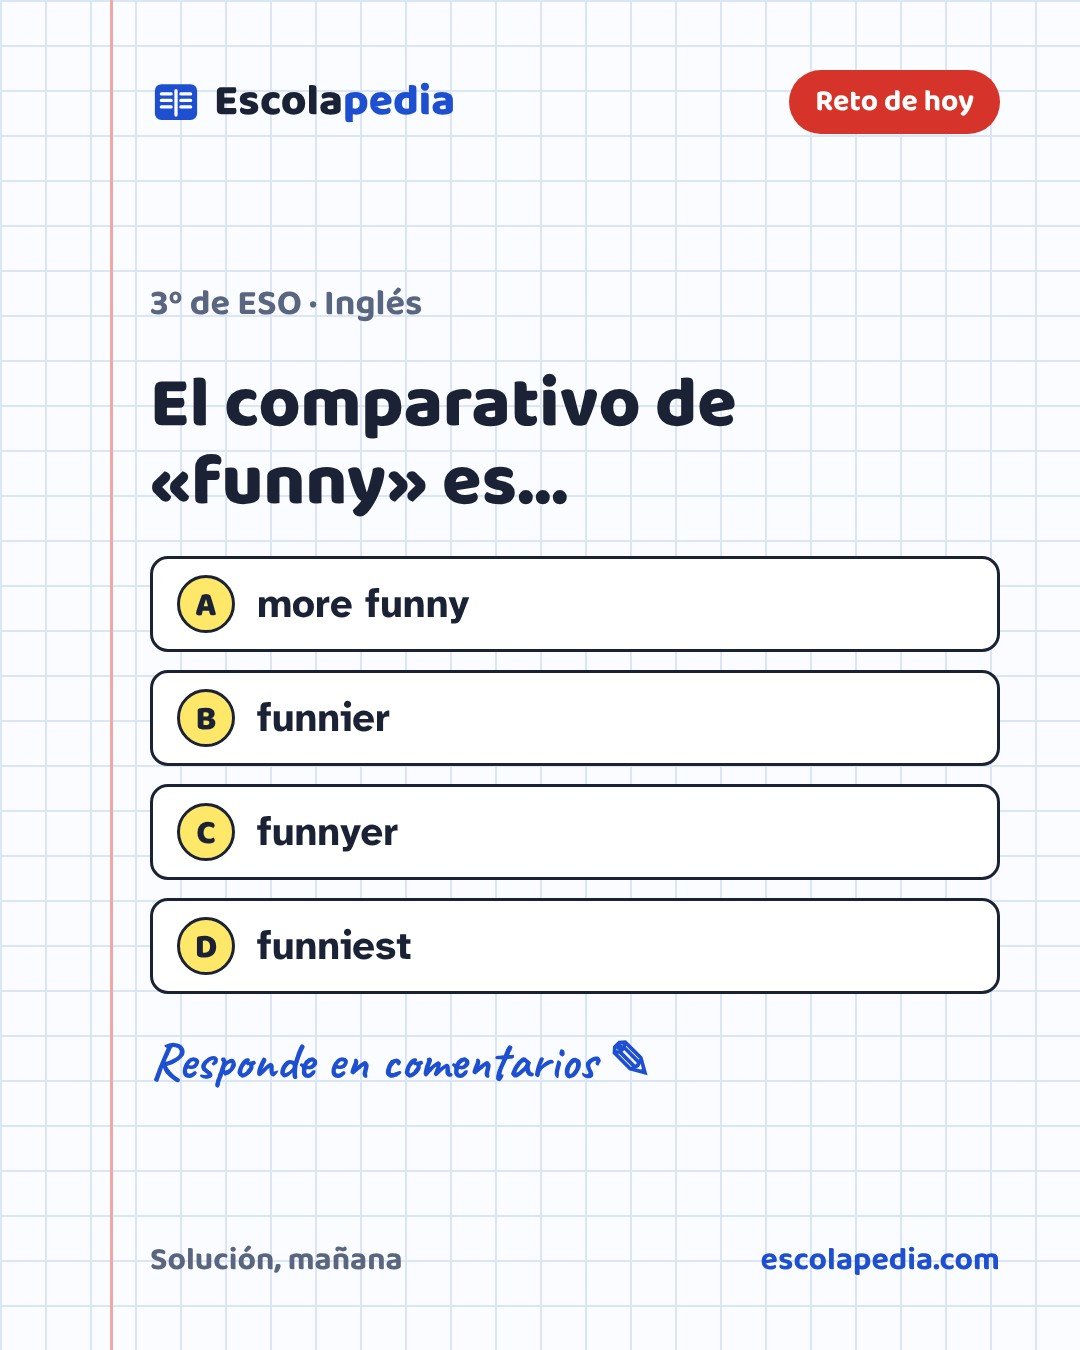 Escolapedia
Reto de hoy
3º de ESO · Inglés
El comparativo de
«funny» es...
A more funny
B funnier
C funnyer
D funniest
Responde en comentarios ✎
Solución, mañana
escolapedia.com